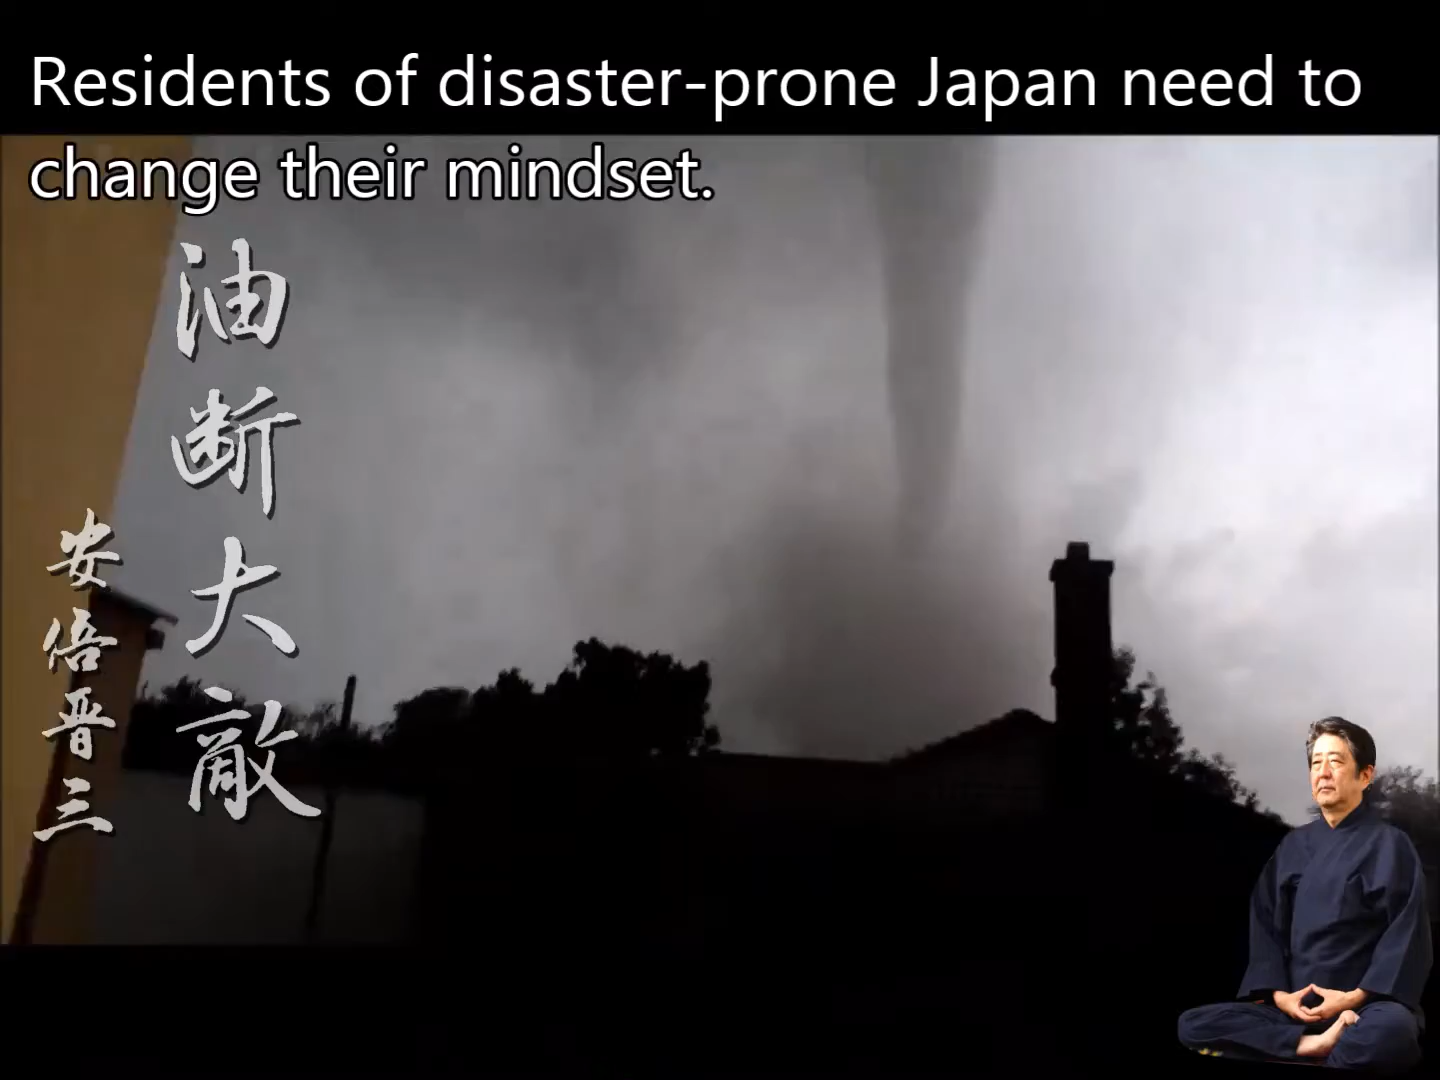 Residents of disaster-prone Japan need to
change their mindset.
油断大敵
安倍晋三